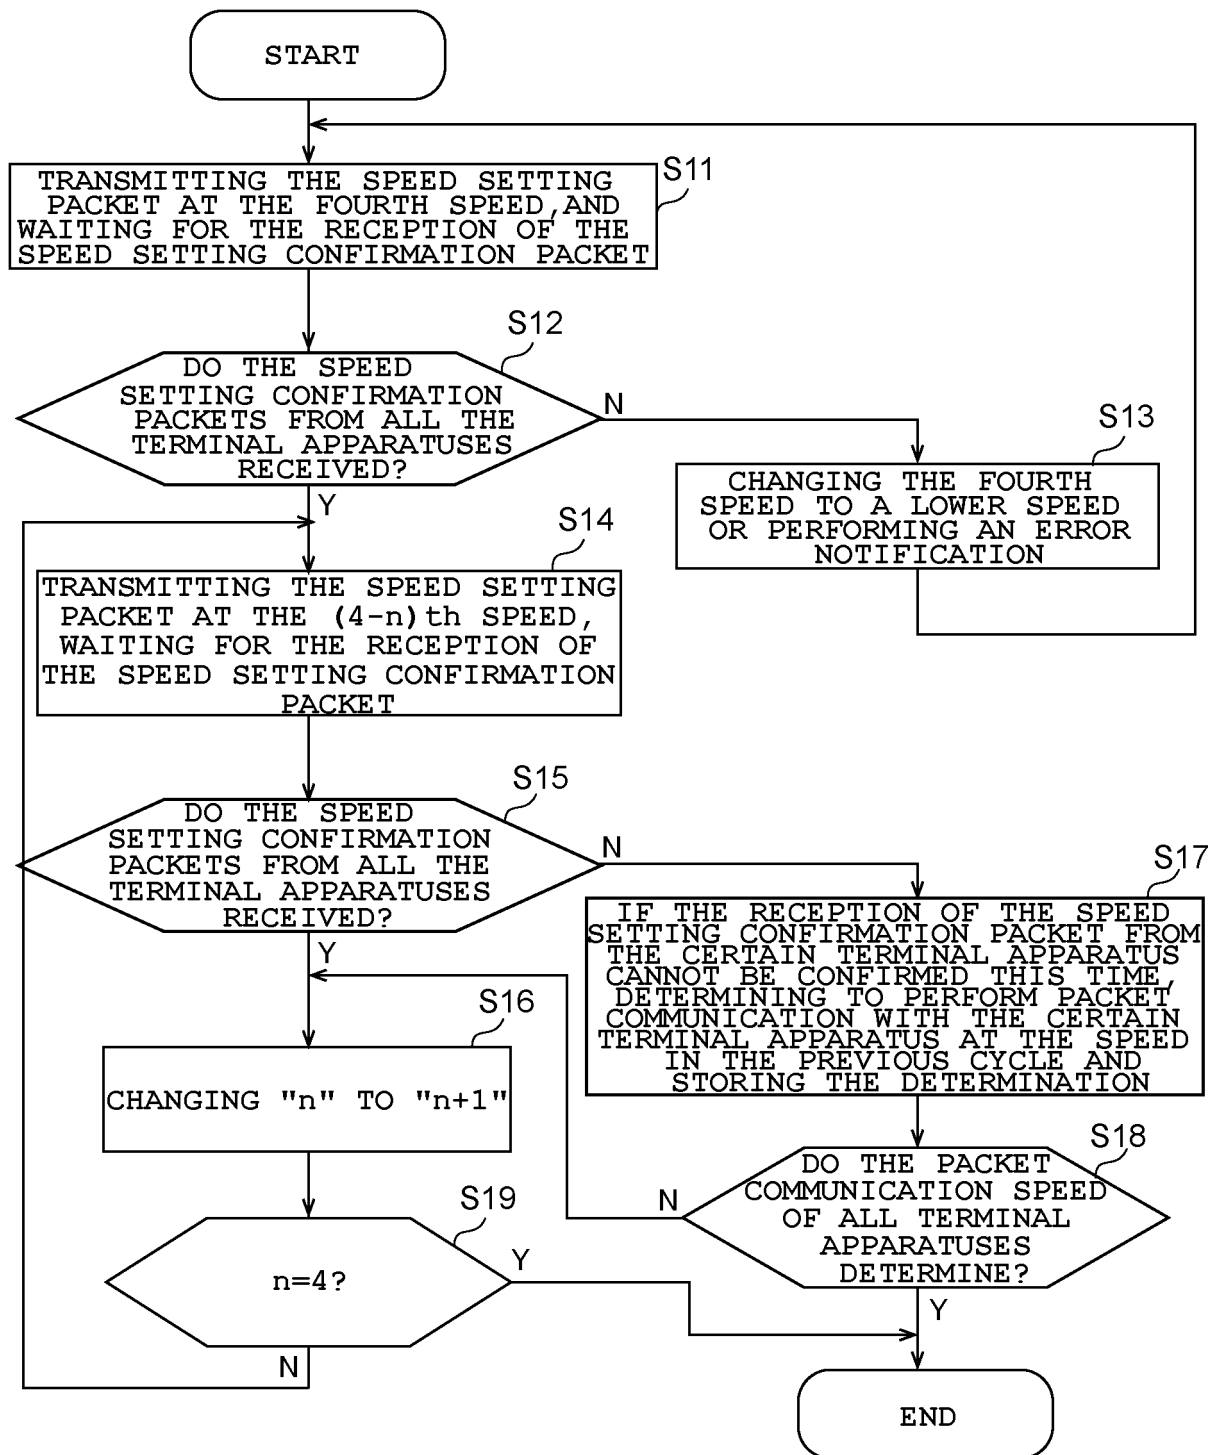 START
S11
TRANSMITTING THE SPEED SETTING
PACKET AT THE FOURTH SPEED,AND
WAITING FOR THE RECEPTION OF THE
SPEED SETTING CONFIRMATION PACKET
S12
DO THE SPEED
SETTING CONFIRMATION
PACKETS FROM ALL THE
TERMINAL APPARATUSES
RECEIVED?
N
Y
S13
CHANGING THE FOURTH
SPEED TO A LOWER SPEED
OR PERFORMING AN ERROR
NOTIFICATION
S14
TRANSMITTING THE SPEED SETTING
PACKET AT THE (4-n)th SPEED,
WAITING FOR THE RECEPTION OF
THE SPEED SETTING CONFIRMATION
PACKET
S15
DO THE SPEED
SETTING CONFIRMATION
PACKETS FROM ALL THE
TERMINAL APPARATUSES
RECEIVED?
N
Y
S17
IF THE RECEPTION OF THE SPEED
SETTING CONFIRMATION PACKET FROM
THE CERTAIN TERMINAL APPARATUS
CANNOT BE CONFIRMED THIS TIME,
DETERMINING TO PERFORM PACKET
COMMUNICATION WITH THE CERTAIN
TERMINAL APPARATUS AT THE SPEED
IN THE PREVIOUS CYCLE AND
STORING THE DETERMINATION
S16
CHANGING "n" TO "n+1"
S18
DO THE PACKET
COMMUNICATION SPEED
OF ALL TERMINAL
APPARATUSES
DETERMINE?
N
Y
S19
n=4?
Y
N
END